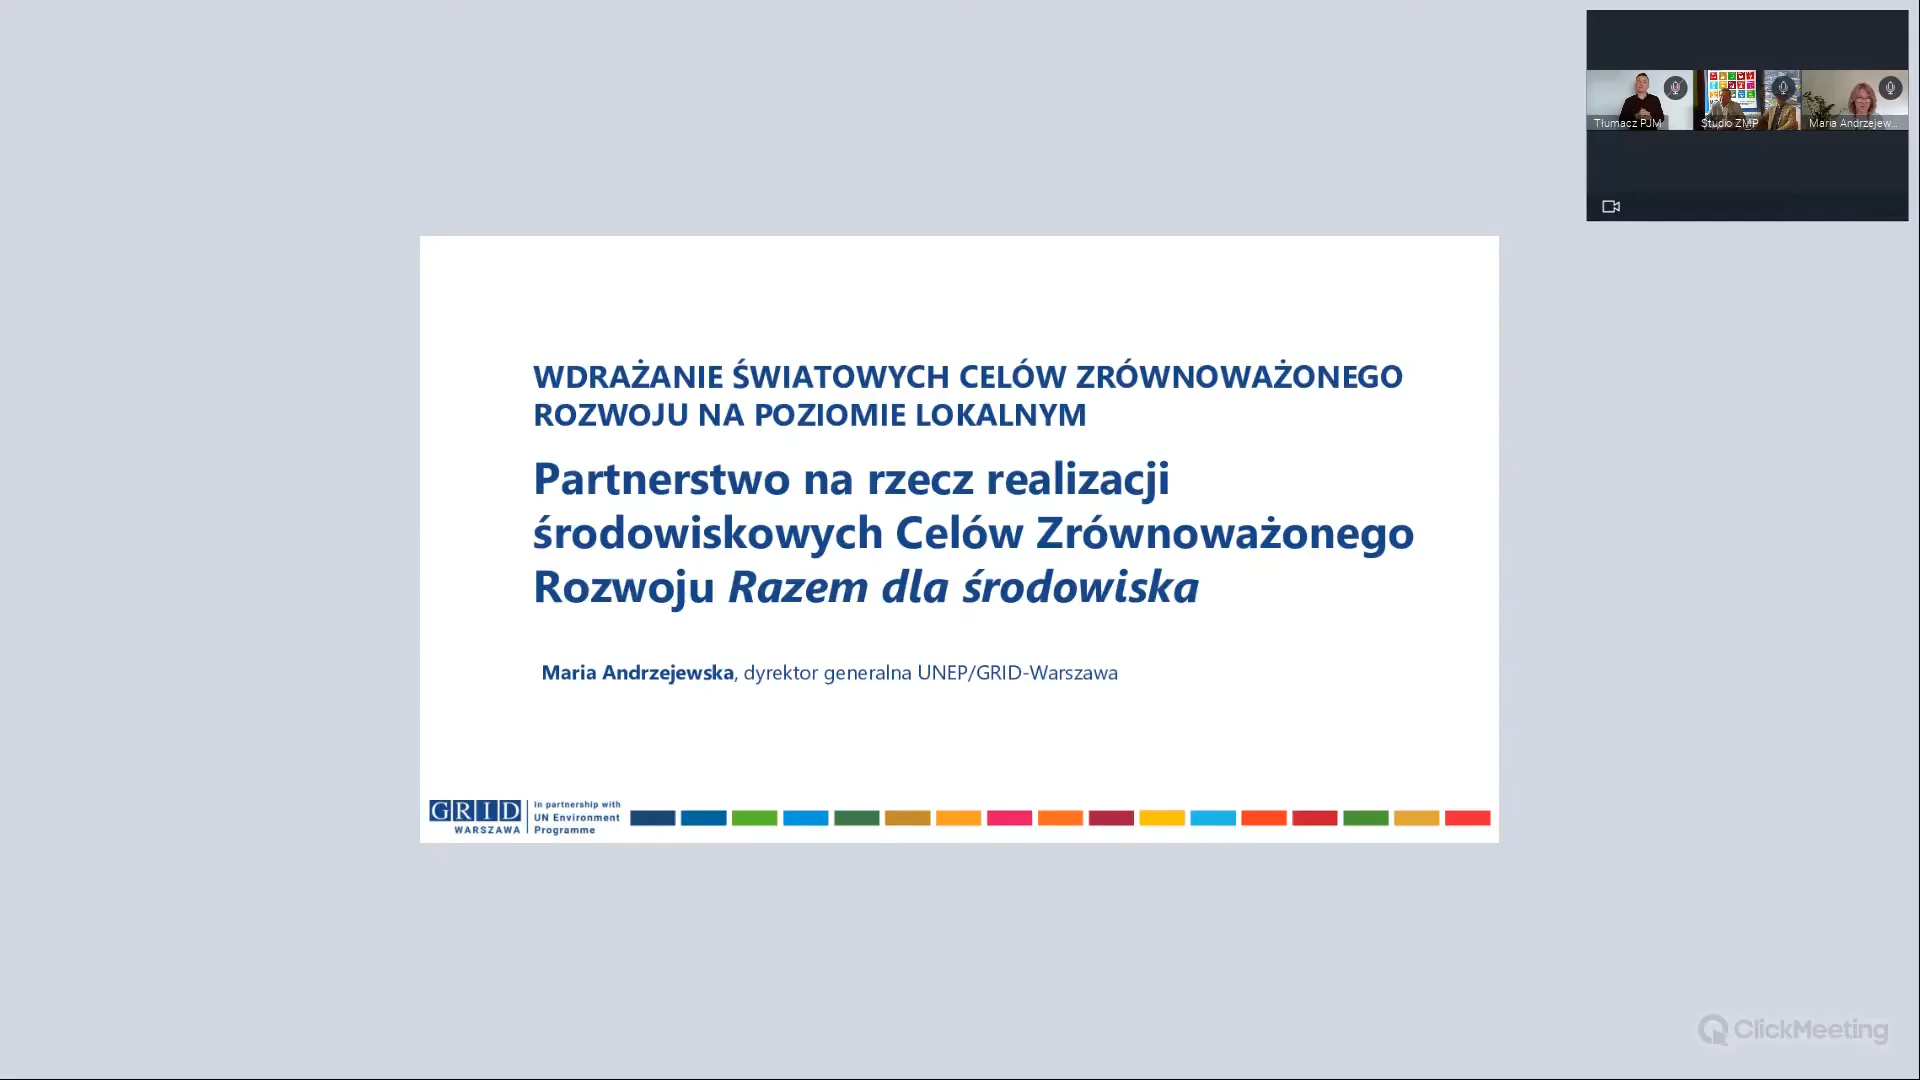 Tłumacz PJM
Studio ZMP
Maria Andrzejew...
WDRAŻANIE ŚWIATOWYCH CELÓW ZRÓWNOWAŻONEGO
ROZWOJU NA POZIOMIE LOKALNYM
Partnerstwo na rzecz realizacji
środowiskowych Celów Zrównoważonego
Rozwoju Razem dla środowiska
Maria Andrzejewska, dyrektor generalna UNEP/GRID-Warszawa
GRID
WARSZAWA
In partnership with
UN Environment
Programme
ClickMeeting